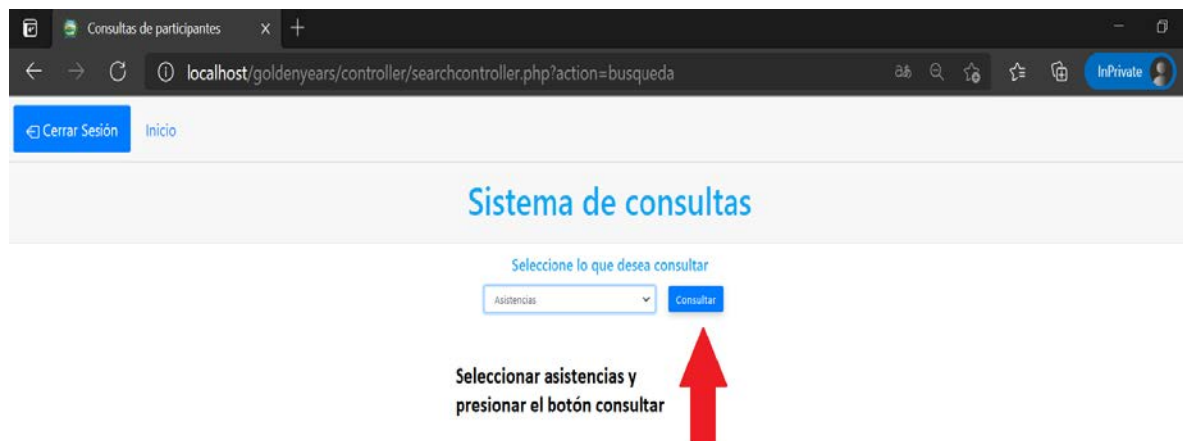 Consultas de participantes
localhost/goldenyears/controller/searchcontroller.php?action=busqueda
InPrivate
Cerrar Sesión Inicio
Sistema de consultas
Seleccione lo que desea consultar
Asistencias Consultar
Seleccionar asistencias y
presionar el botón consultar